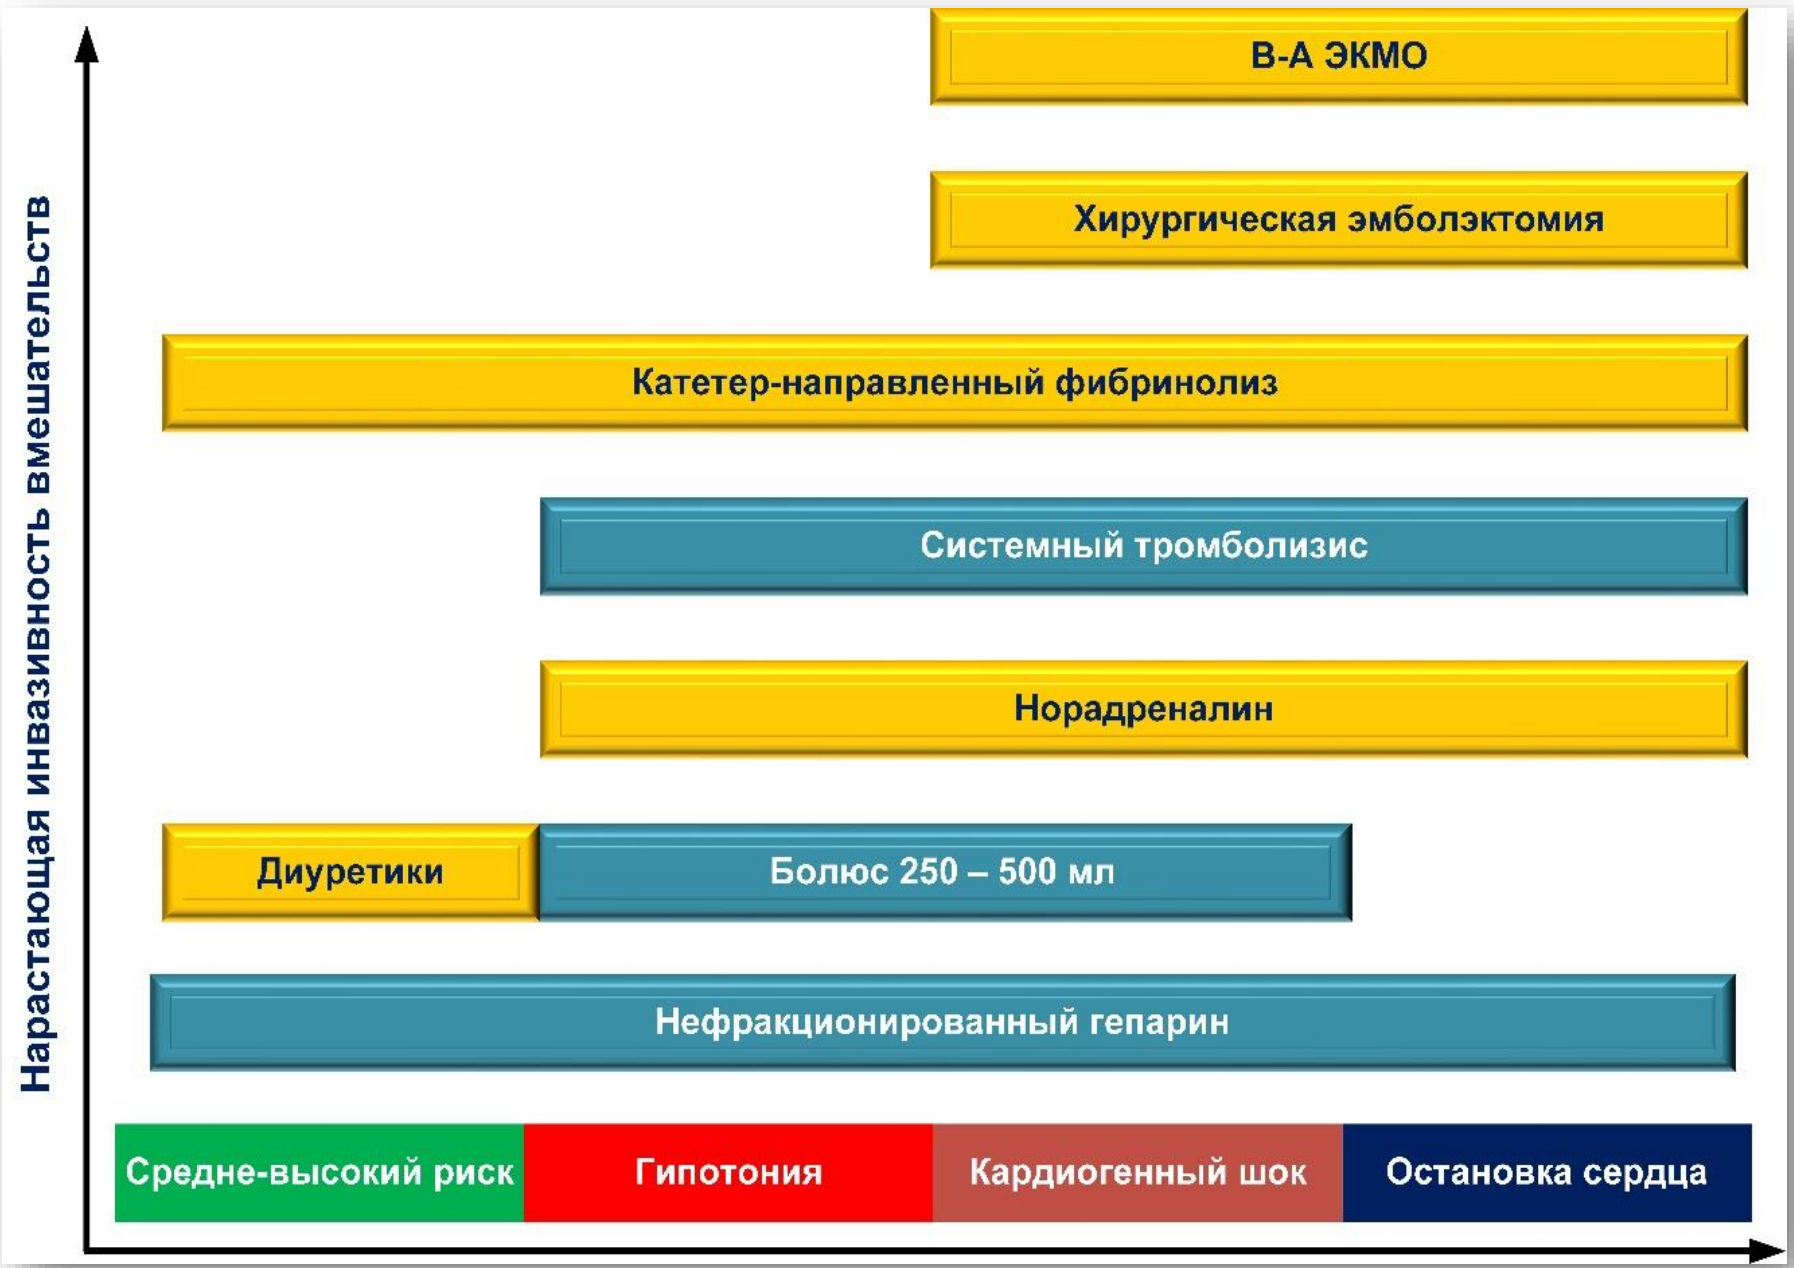 В-А ЭКМО
Хирургическая эмболэктомия
Катетер-направленный фибринолиз
Системный тромболизис
Норадреналин
Диуретики
Болюс 250 – 500 мл
Нефракционированный гепарин
Средне-высокий риск
Гипотония
Кардиогенный шок
Остановка сердца
Нарастающая инвазивность вмешательств